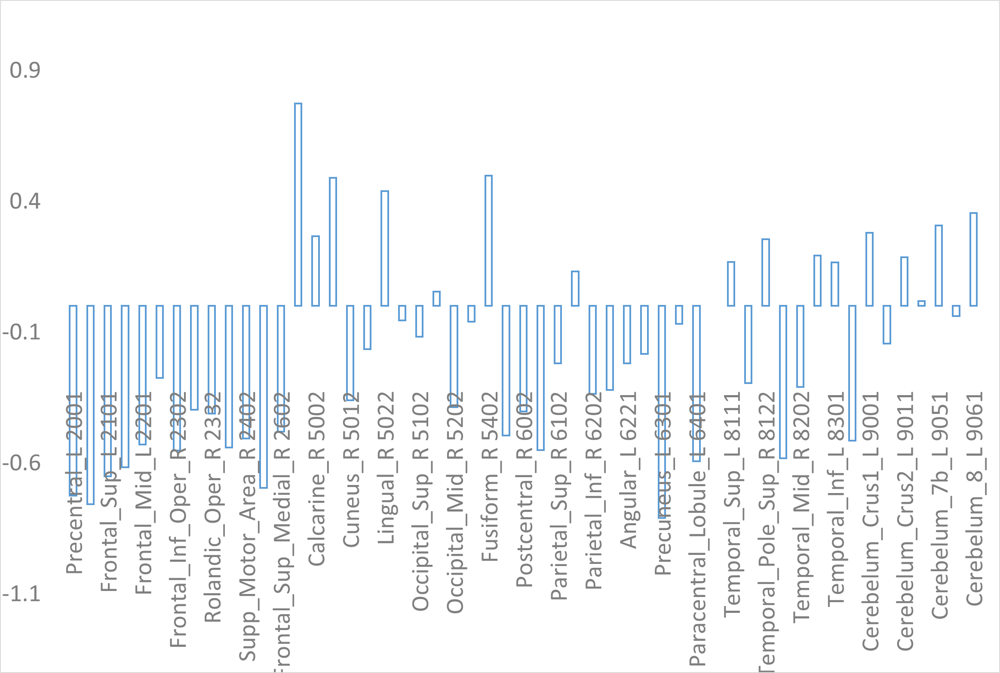 0.9
0.4
-0.1
-0.6
-1.1
Precentral_L 2001
Frontal_Sup_L 2101
Frontal_Mid_L 2201
Frontal_Inf_Oper_R 2302
Rolandic_Oper_R 2332
Supp_Motor_Area_R 2402
Frontal_Sup_Medial_R 2602
Calcarine_R 5002
Cuneus_R 5012
Lingual_R 5022
Occipital_Sup_R 5102
Occipital_Mid_R 5202
Fusiform_R 5402
Postcentral_R 6002
Parietal_Sup_R 6102
Parietal_Inf_R 6202
Angular_L 6221
Precuneus_L 6301
Paracentral_Lobule_L 6401
Temporal_Sup_L 8111
Temporal_Pole_Sup_R 8122
Temporal_Mid_R 8202
Temporal_Inf_L 8301
Cerebelum_Crus1_L 9001
Cerebelum_Crus2_L 9011
Cerebelum_7b_L 9051
Cerebelum_8_L 9061